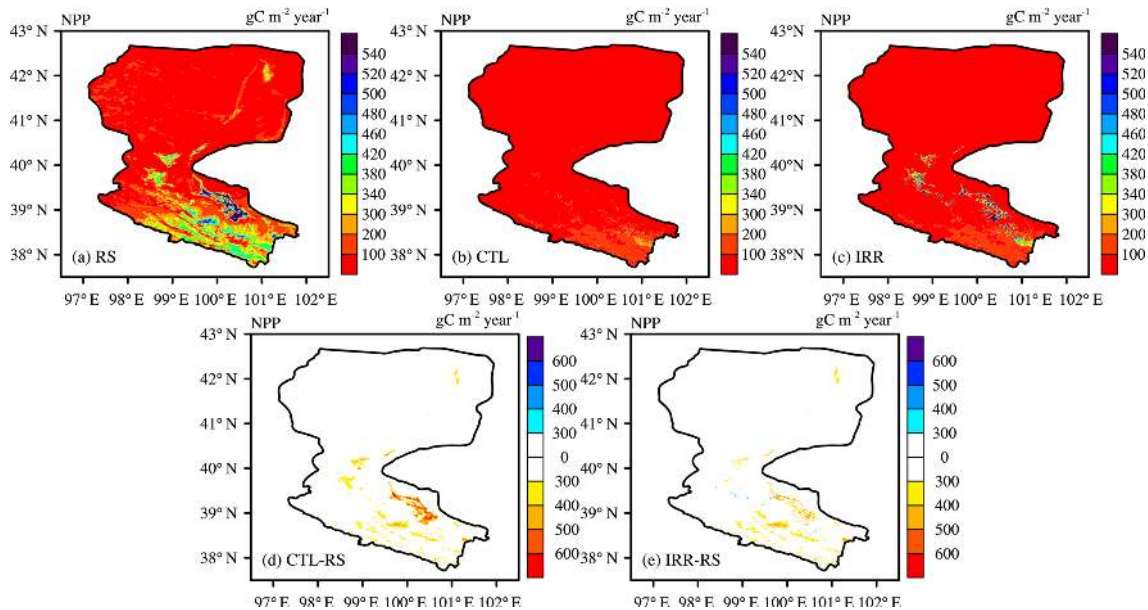 NPP gC m⁻² year⁻¹
43° N
42° N
41° N
40° N
39° N
38° N
540
520
500
480
460
420
380
340
300
200
100
(a) RS
97° E 98° E 99° E 100° E 101° E 102° E
NPP gC m⁻² year⁻¹
43° N
42° N
41° N
40° N
39° N
38° N
540
520
500
480
460
420
380
340
300
200
100
(b) CTL
97° E 98° E 99° E 100° E 101° E 102° E
NPP gC m⁻² year⁻¹
43° N
42° N
41° N
40° N
39° N
38° N
540
520
500
480
460
420
380
340
300
200
100
(c) IRR
97° E 98° E 99° E 100° E 101° E 102° E
NPP gC m⁻² year⁻¹
43° N
42° N
41° N
40° N
39° N
38° N
600
500
400
300
0
300
400
500
600
(d) CTL-RS
97° E 98° E 99° E 100° E 101° E 102° E
NPP gC m⁻² year⁻¹
43° N
42° N
41° N
40° N
39° N
38° N
600
500
400
300
0
300
400
500
600
(e) IRR-RS
97° E 98° E 99° E 100° E 101° E 102° E